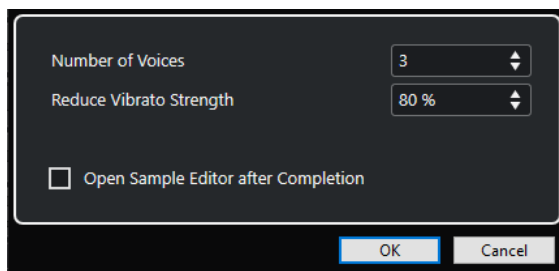 Number of Voices 3
Reduce Vibrato Strength 80 %
Open Sample Editor after Completion
OK Cancel